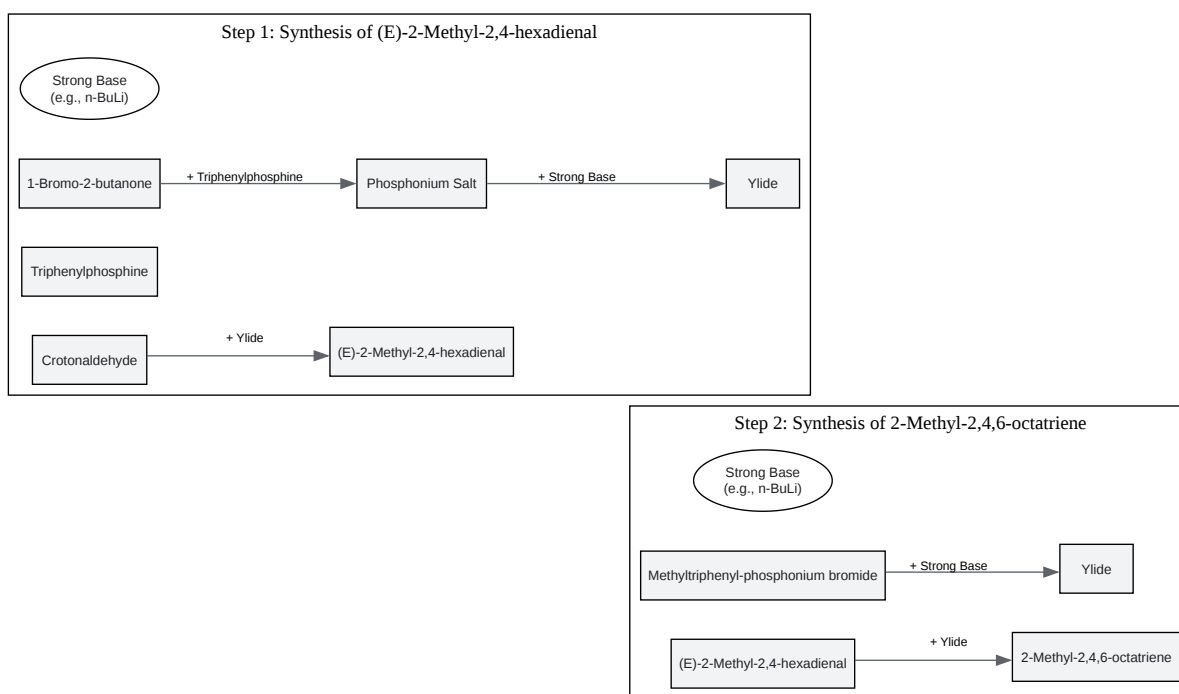 Step 1: Synthesis of (E)-2-Methyl-2,4-hexadienal
Strong Base
(e.g., n-BuLi)
1-Bromo-2-butanone
+ Triphenylphosphine
Phosphonium Salt
+ Strong Base
Ylide
Triphenylphosphine
Crotonaldehyde
+ Ylide
(E)-2-Methyl-2,4-hexadienal
Step 2: Synthesis of 2-Methyl-2,4,6-octatriene
Strong Base
(e.g., n-BuLi)
Methyltriphenyl-phosphonium bromide
+ Strong Base
Ylide
(E)-2-Methyl-2,4-hexadienal
+ Ylide
2-Methyl-2,4,6-octatriene